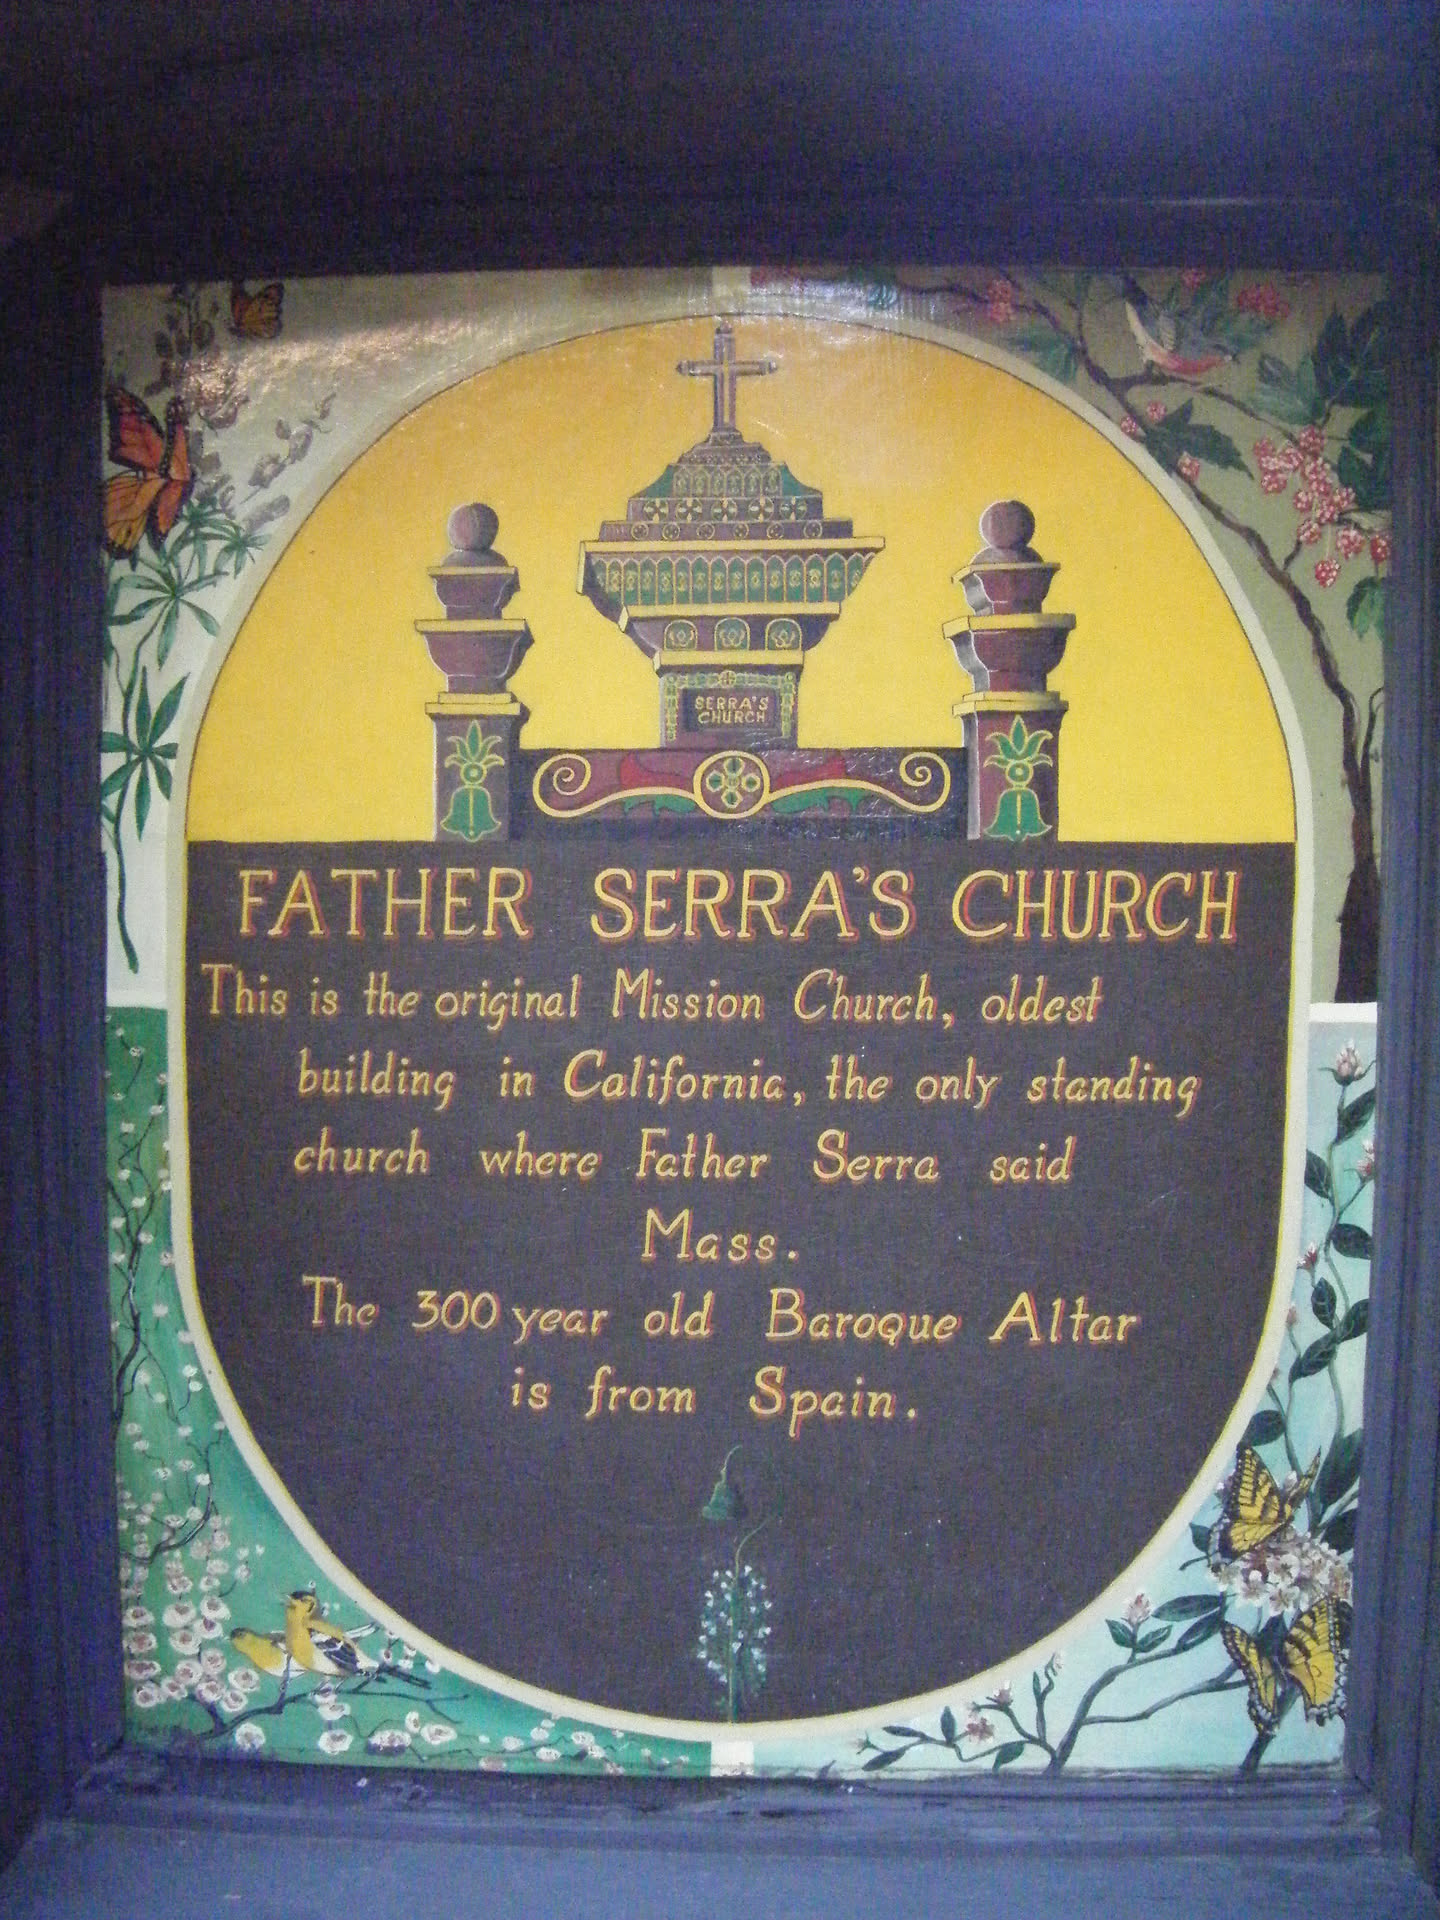 SERRA'S
CHURCH
FATHER SERRA'S CHURCH
This is the original Mission Church, oldest
building in California, the only standing
church where Father Serra said
Mass.
The 300 year old Baroque Altar
is from Spain.